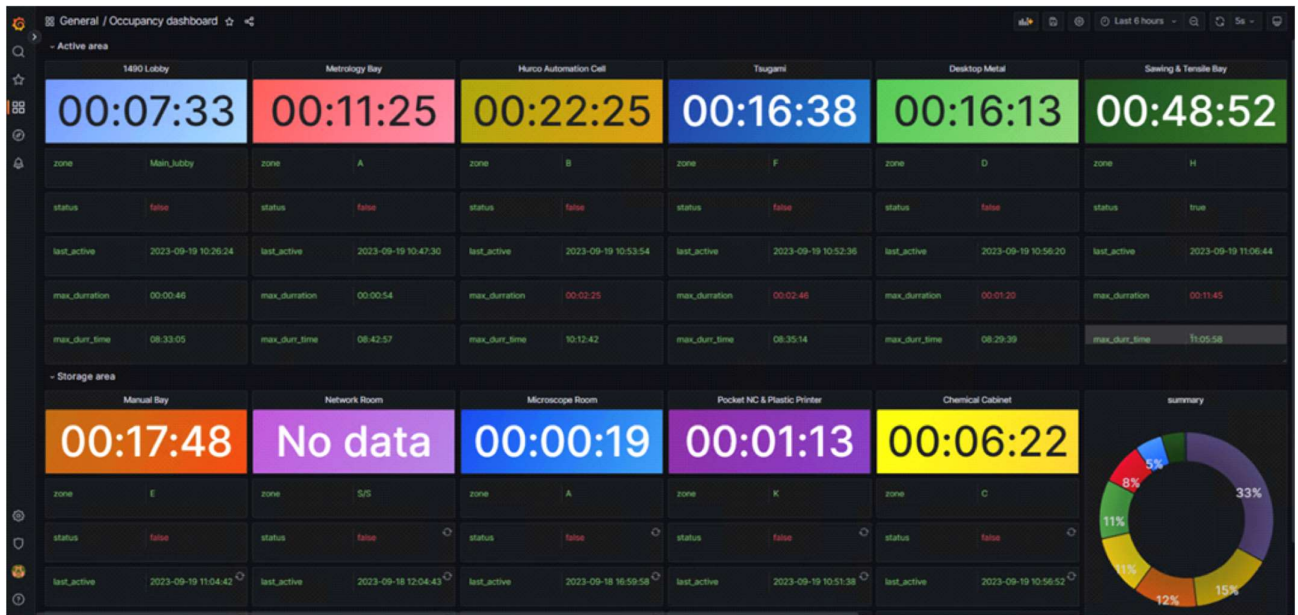 General / Occupancy dashboard
Last 6 hours
5s
Active area
1490 Lobby Metrology Bay Hurco Automation Cell Tsugami Desktop Metal Sawing & Tensile Bay
00:07:33 00:11:25 00:22:25 00:16:38 00:16:13 00:48:52
zone Main_lubby zone A zone B zone F zone D zone H
status false status false status false status false status false status true
last_active 2023-09-19 10:26:24 last_active 2023-09-19 10:47:30 last_active 2023-09-19 10:53:54 last_active 2023-09-19 10:52:36 last_active 2023-09-19 10:56:20 last_active 2023-09-19 11:06:44
max_durration 00:00:46 max_durration 00:00:54 max_durration 00:02:25 max_durration 00:02:46 max_durration 00:01:20 max_durration 00:11:45
max_durr_time 08:33:05 max_durr_time 08:42:57 max_durr_time 10:12:42 max_durr_time 08:35:14 max_durr_time 08:29:39 max_durr_time 11:05:58
Storage area
Manual Bay Network Room Microscope Room Pocket NC & Plastic Printer Chemical Cabinet summary
00:17:48 No data 00:00:19 00:01:13 00:06:22
zone E zone S/S zone A zone K zone C
status false status false status false status false status false
last_active 2023-09-19 11:04:42 last_active 2023-09-18 12:04:43 last_active 2023-09-18 16:59:58 last_active 2023-09-19 10:51:38 last_active 2023-09-19 10:56:52
5%
8%
33%
11%
11%
15%
12%